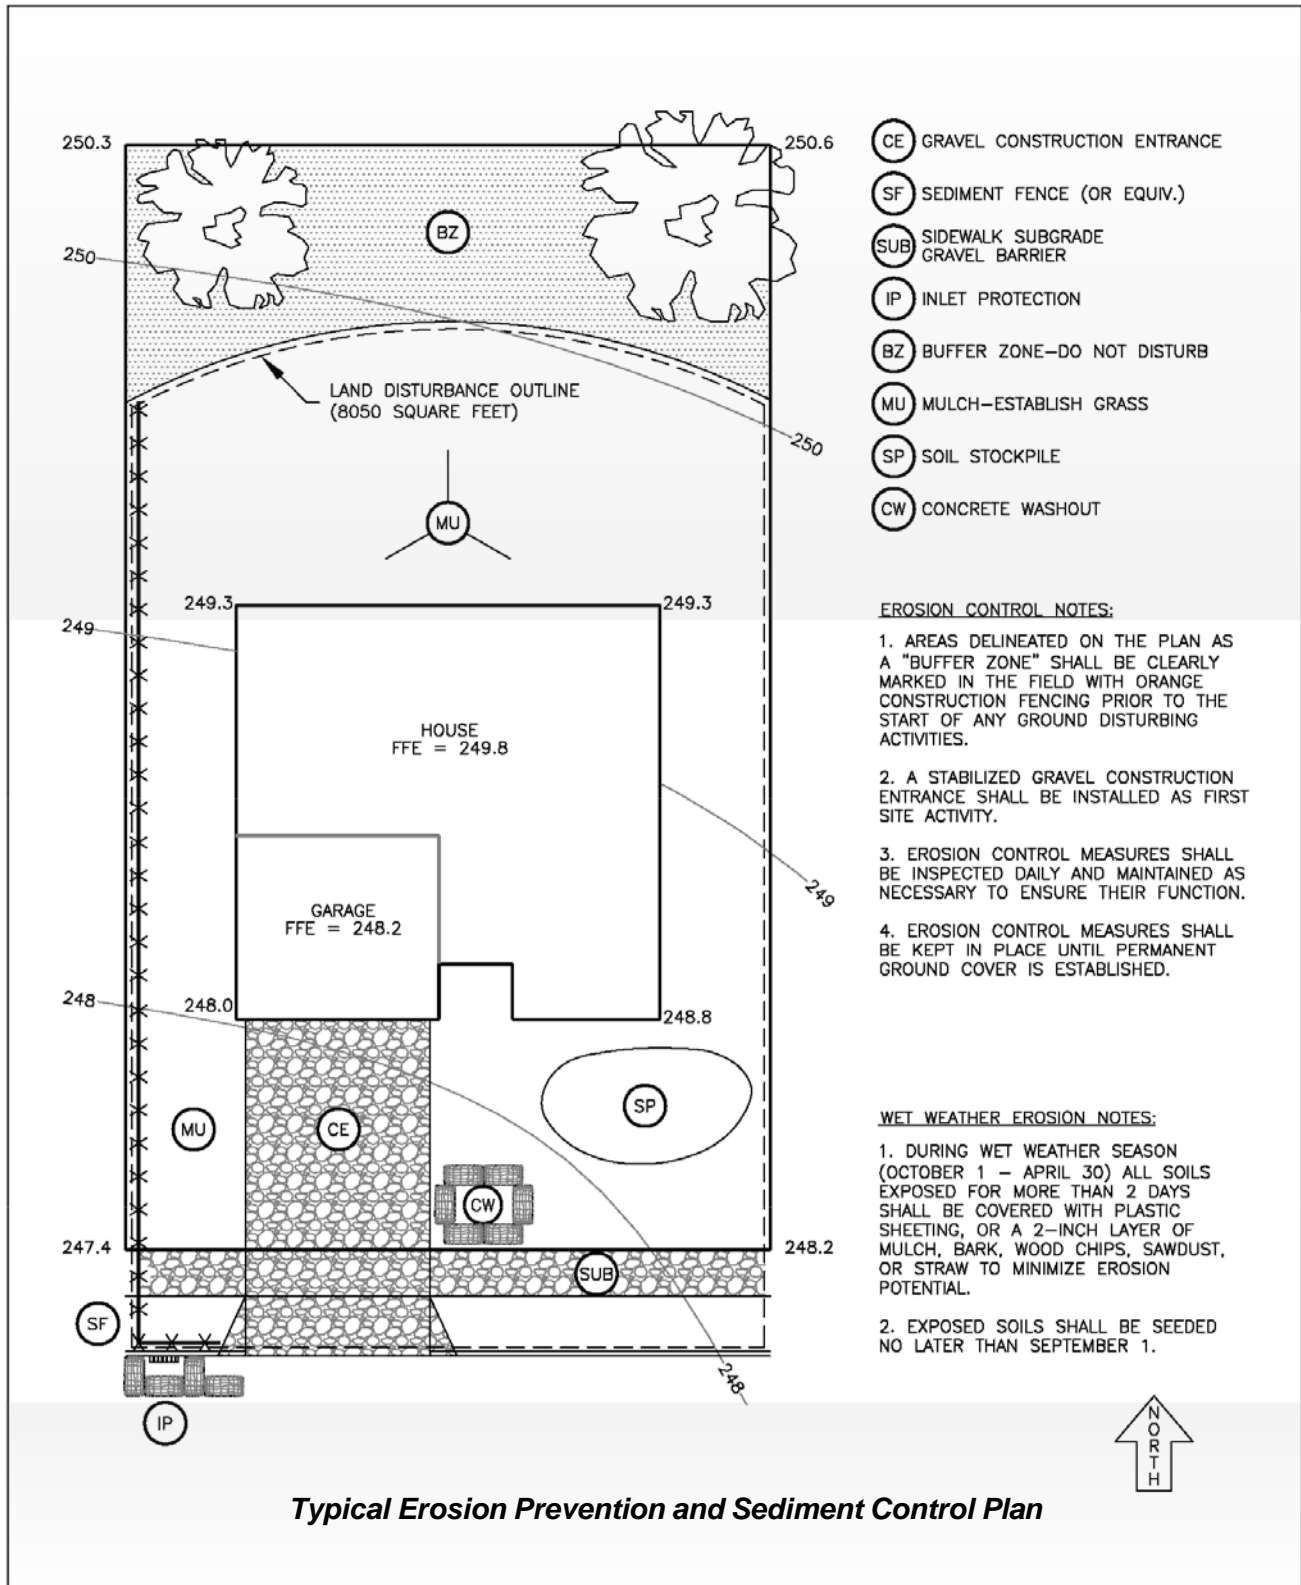 250.3
250.6
CE GRAVEL CONSTRUCTION ENTRANCE
SF SEDIMENT FENCE (OR EQUIV.)
SUB SIDEWALK SUBGRADE
GRAVEL BARRIER
IP INLET PROTECTION
BZ BUFFER ZONE-DO NOT DISTURB
MU MULCH-ESTABLISH GRASS
SP SOIL STOCKPILE
CW CONCRETE WASHOUT
BZ
250
LAND DISTURBANCE OUTLINE
(8050 SQUARE FEET)
250
MU
249.3
249.3
249
HOUSE
FFE = 249.8
249
GARAGE
FFE = 248.2
248
248.0
248.8
SP
MU
CE
CW
247.4
248.2
SUB
SF
248
IP
EROSION CONTROL NOTES:
1. AREAS DELINEATED ON THE PLAN AS
A "BUFFER ZONE" SHALL BE CLEARLY
MARKED IN THE FIELD WITH ORANGE
CONSTRUCTION FENCING PRIOR TO THE
START OF ANY GROUND DISTURBING
ACTIVITIES.
2. A STABILIZED GRAVEL CONSTRUCTION
ENTRANCE SHALL BE INSTALLED AS FIRST
SITE ACTIVITY.
3. EROSION CONTROL MEASURES SHALL
BE INSPECTED DAILY AND MAINTAINED AS
NECESSARY TO ENSURE THEIR FUNCTION.
4. EROSION CONTROL MEASURES SHALL
BE KEPT IN PLACE UNTIL PERMANENT
GROUND COVER IS ESTABLISHED.
WET WEATHER EROSION NOTES:
1. DURING WET WEATHER SEASON
(OCTOBER 1 – APRIL 30) ALL SOILS
EXPOSED FOR MORE THAN 2 DAYS
SHALL BE COVERED WITH PLASTIC
SHEETING, OR A 2-INCH LAYER OF
MULCH, BARK, WOOD CHIPS, SAWDUST,
OR STRAW TO MINIMIZE EROSION
POTENTIAL.
2. EXPOSED SOILS SHALL BE SEEDED
NO LATER THAN SEPTEMBER 1.
NORTH
Typical Erosion Prevention and Sediment Control Plan